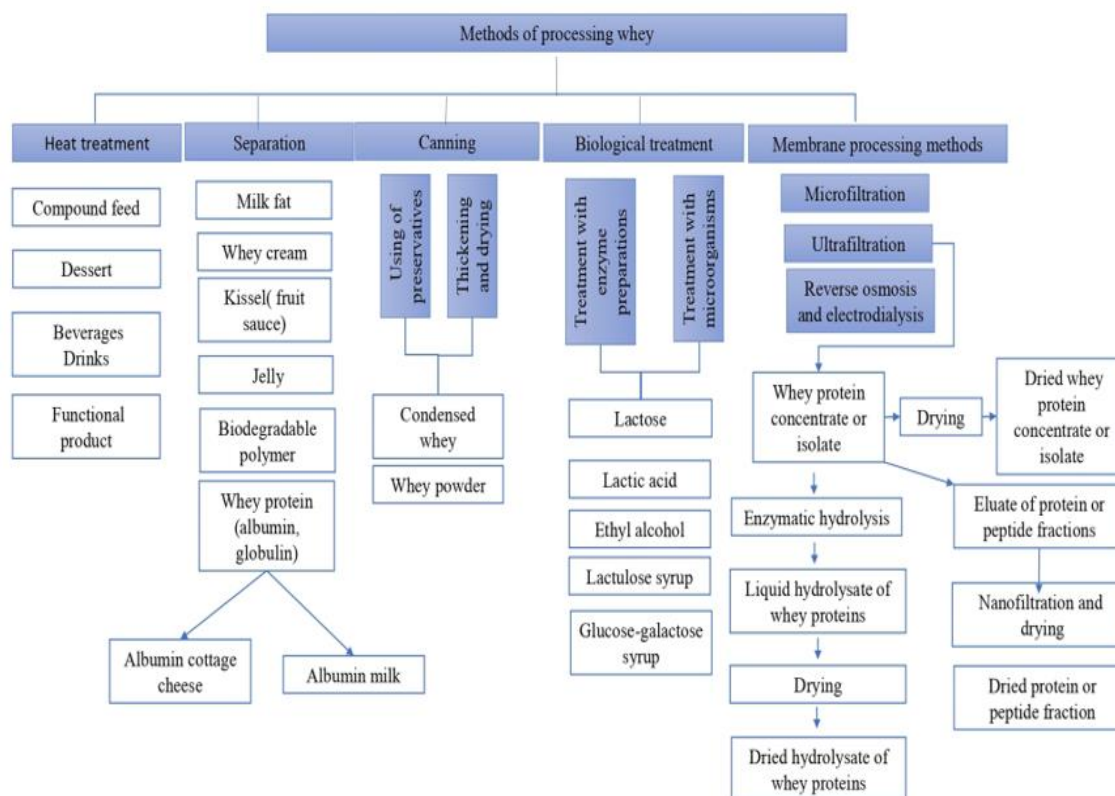 Methods of processing whey
Heat treatment
Compound feed
Dessert
Beverages
Drinks
Functional
product
Separation
Milk fat
Whey cream
Kissel( fruit
sauce)
Jelly
Biodegradable
polymer
Whey protein
(albumin,
globulin)
Albumin cottage
cheese
Albumin milk
Canning
Using of
preservatives
Thickening
and drying
Condensed
whey
Whey powder
Biological treatment
Treatment with
enzyme
preparations
Treatment with
microorganisms
Lactose
Lactic acid
Ethyl alcohol
Lactulose syrup
Glucose-galactose
syrup
Membrane processing methods
Microfiltration
Ultrafiltration
Reverse osmosis
and electrodialysis
Whey protein
concentrate or
isolate
Drying
Dried whey
protein
concentrate or
isolate
Enzymatic hydrolysis
Liquid hydrolysate of
whey proteins
Drying
Dried hydrolysate of
whey proteins
Eluate of protein or
peptide fractions
Nanofiltration and
drying
Dried protein or
peptide fraction